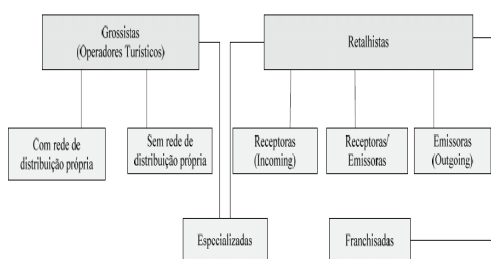 Grossistas
(Operadores Turísticos)
Retalhistas
Com rede de
distribuição própria
Sem rede de
distribuição própria
Receptoras
(Incoming)
Receptoras/
Emissoras
Emissoras
(Outgoing)
Especializadas
Franchisadas